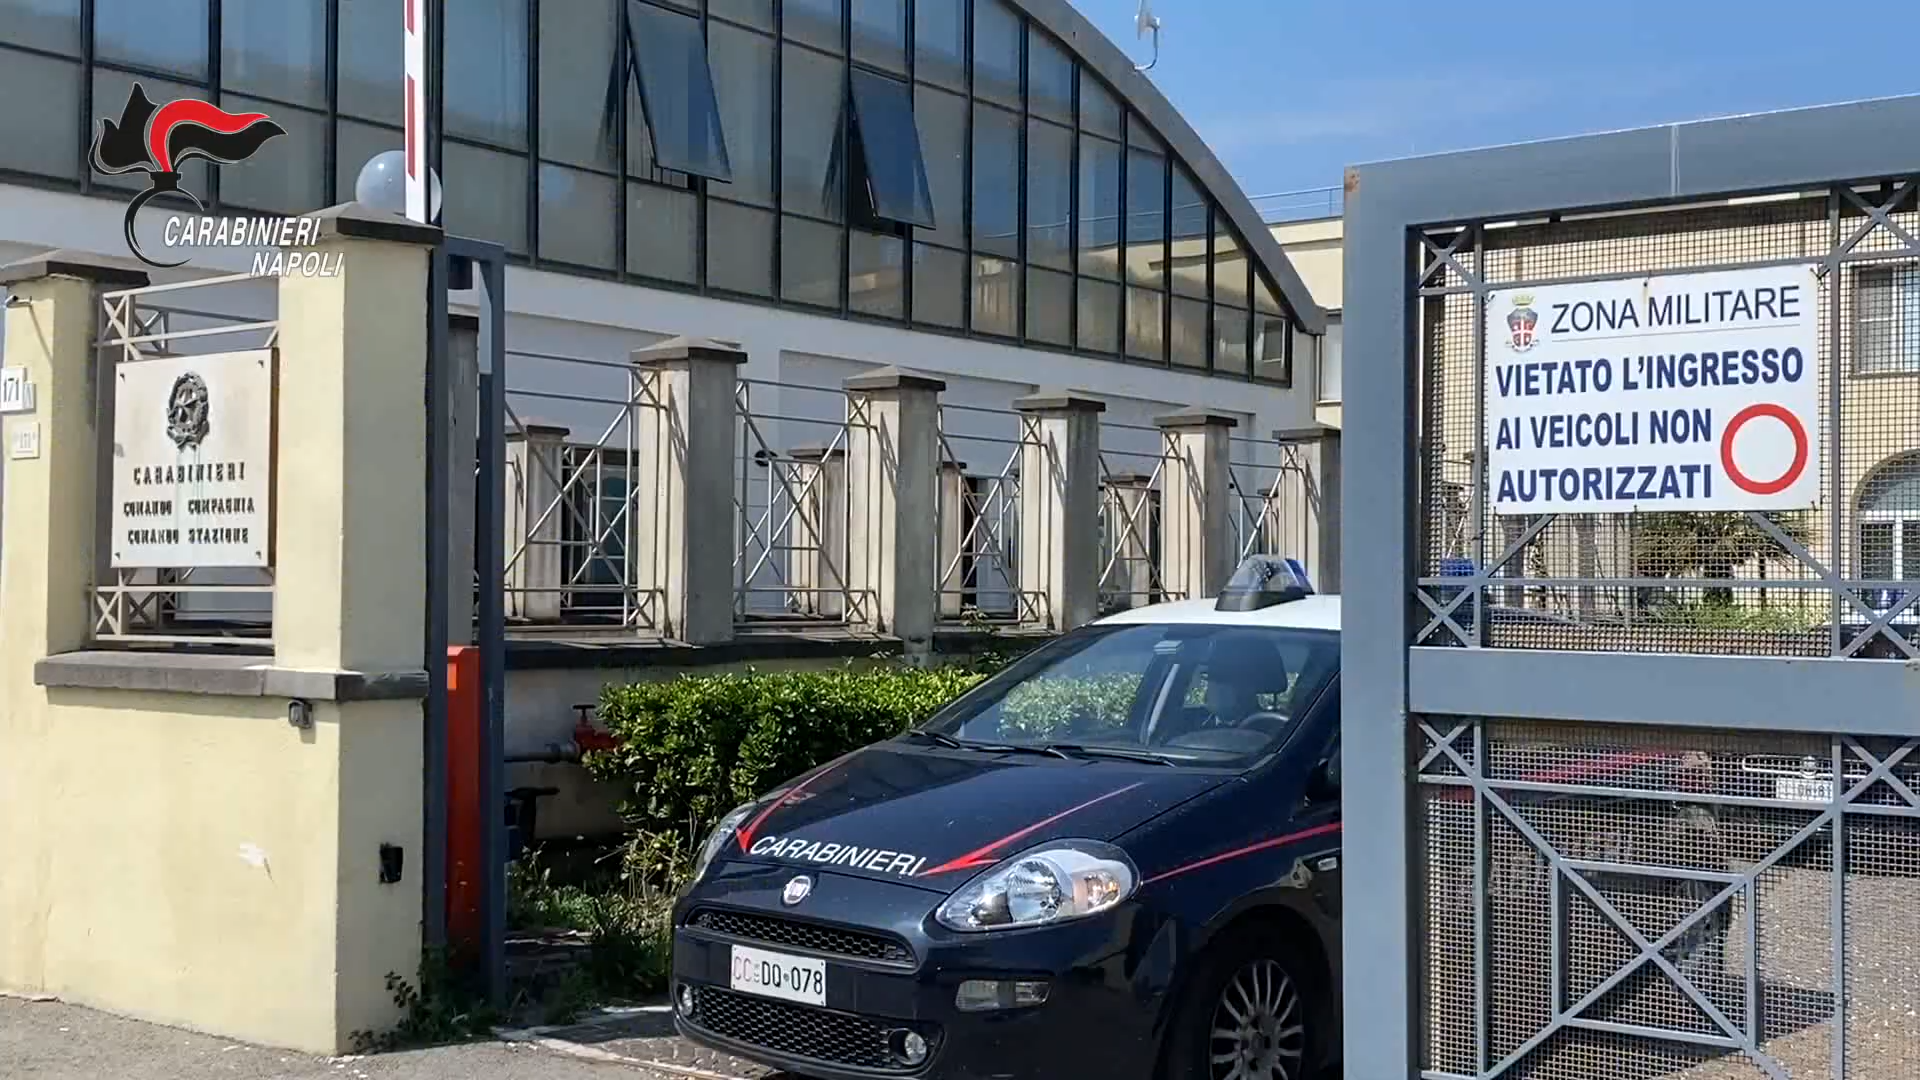 CARABINIERI
NAPOLI
171
CARABINIERI
COMANDO COMPAGNIA
COMANDO STAZIONE
ZONA MILITARE
VIETATO L'INGRESSO
AI VEICOLI NON
AUTORIZZATI
CARABINIERI
CC DQ 078